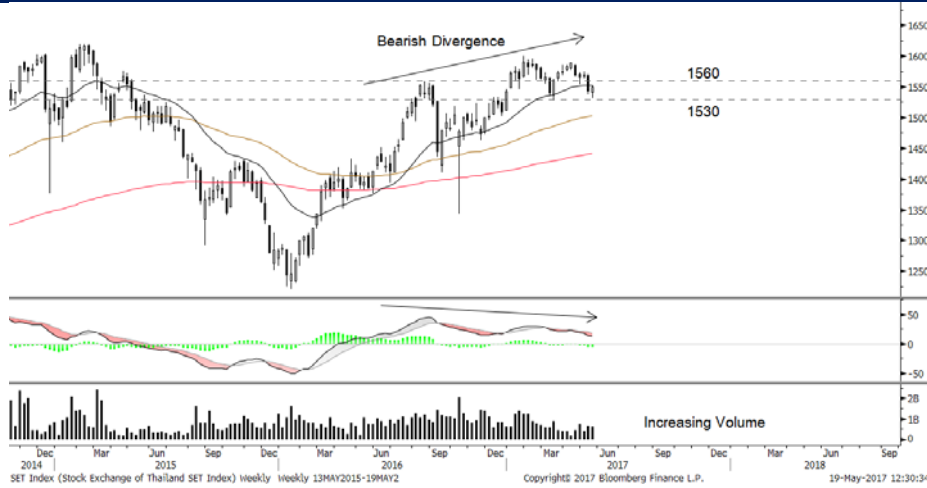 Bearish Divergence
1650
1600
1560
1550
1530
1500
1450
1400
1350
1300
1250
50
0
-50
2B
Increasing Volume
1B
0
Dec Mar Jun Sep Dec Mar Jun Sep Dec Mar Jun Sep Dec Mar Jun Sep
2014 2015 2016 2017 2018
SET Index (Stock Exchange of Thailand SET Index) Weekly Weekly 13MAY2015-19MAY2 Copyright© 2017 Bloomberg Finance L.P. 19-May-2017 12:30:34